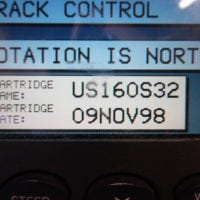 RACK CONTROL
OTATION IS NORT
ARTRIDGE
AME: US160S32
ARTRIDGE
ATE: 09NOV98